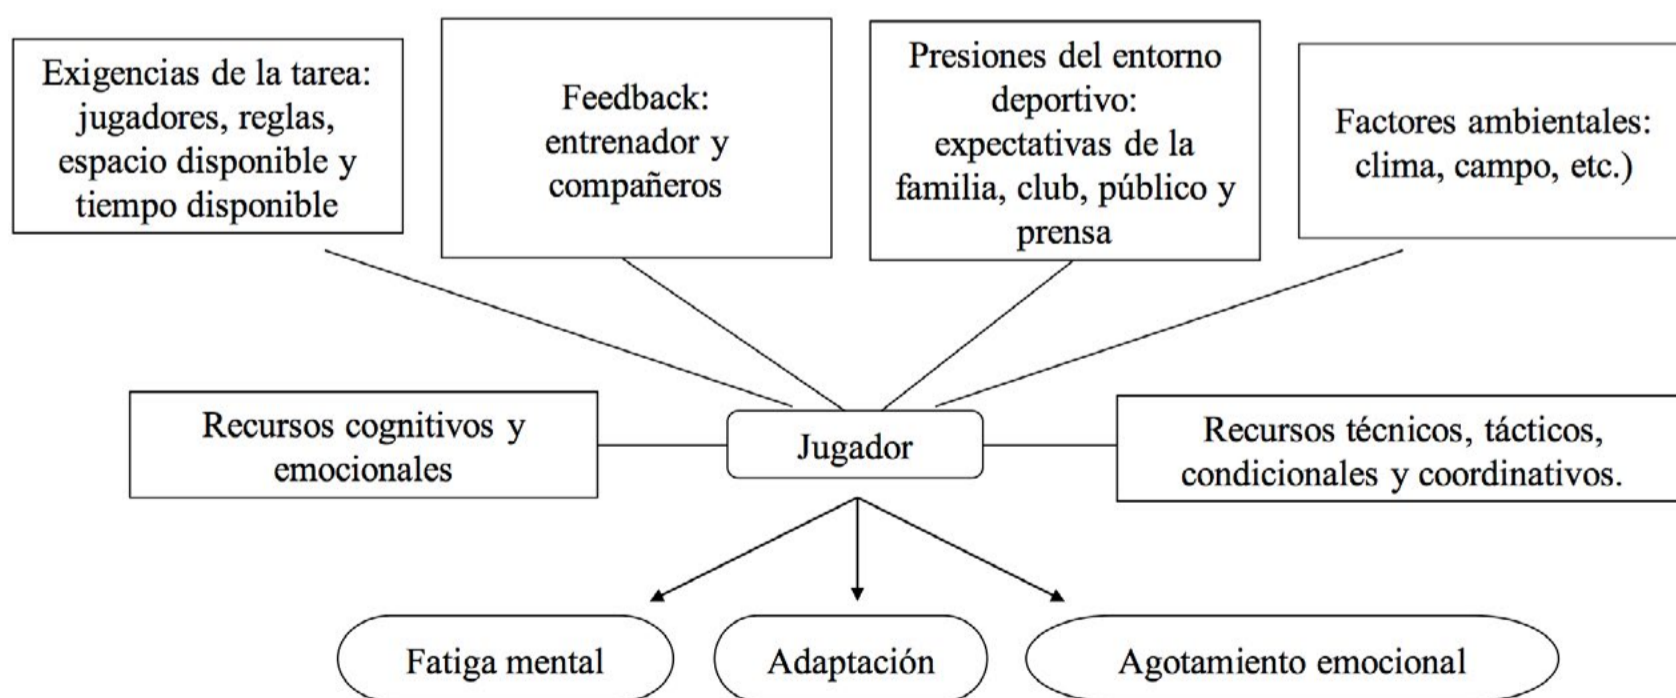 Exigencias de la tarea:
jugadores, reglas,
espacio disponible y
tiempo disponible
Feedback:
entrenador y
compañeros
Presiones del entorno
deportivo:
expectativas de la
familia, club, público y
prensa
Factores ambientales:
clima, campo, etc.)
Recursos cognitivos y
emocionales
Jugador
Recursos técnicos, tácticos,
condicionales y coordinativos.
Fatiga mental
Adaptación
Agotamiento emocional